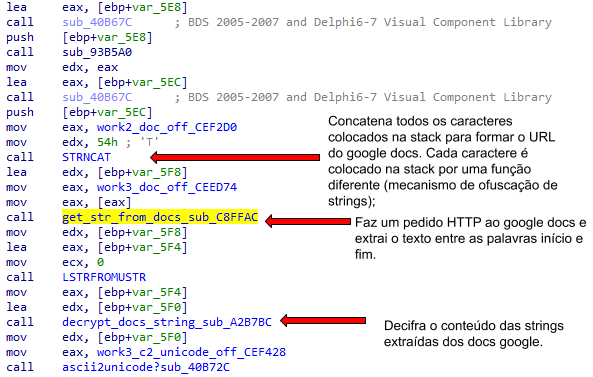 lea eax, [ebp+var_5E8]
call sub_40B67C ; BDS 2005-2007 and Delphi6-7 Visual Component Library
push [ebp+var_5E8]
call sub_93B5A0
mov edx, eax
lea eax, [ebp+var_5EC]
call sub_40B67C ; BDS 2005-2007 and Delphi6-7 Visual Component Library
push [ebp+var_5EC]
mov eax, work2_doc_off_CEF2D0
mov edx, 54h ; 'T'
call STRNCAT
lea edx, [ebp+var_5F8]
mov eax, work3_doc_off_CEED74
mov eax, [eax]
call get_str_from_docs_sub_C8FFAC
mov edx, [ebp+var_5F8]
lea eax, [ebp+var_5F4]
mov ecx, 0
call LSTRFROMUSTR
mov eax, [ebp+var_5F4]
lea edx, [ebp+var_5F0]
call decrypt_docs_string_sub_A2B7BC
mov edx, [ebp+var_5F0]
mov eax, work3_c2_unicode_off_CEF428
call ascii2unicode?sub_40B72C
Concatena todos os caracteres
colocados na stack para formar o URL
do google docs. Cada caractere é
colocado na stack por uma função
diferente (mecanismo de ofuscação de
strings);
Faz um pedido HTTP ao google docs e
extrai o texto entre as palavras início e
fim.
Decifra o conteúdo das strings
extraídas dos docs google.